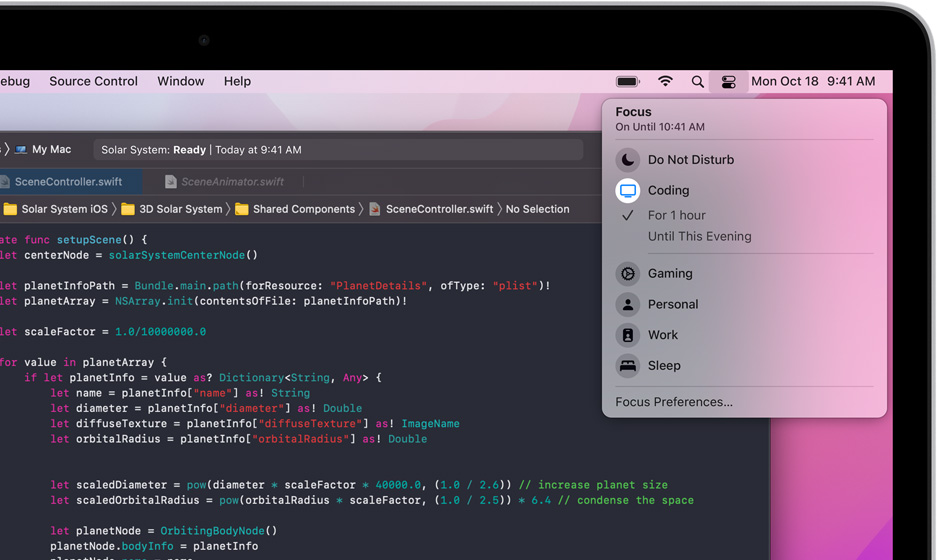 ebug Source Control Window Help Mon Oct 18 9:41 AM
Focus
On Until 10:41 AM
Do Not Disturb
Coding
For 1 hour
Until This Evening
Gaming
Personal
Work
Sleep
Focus Preferences...
My Mac Solar System: Ready | Today at 9:41 AM
SceneController.swift SceneAnimator.swift
Solar System iOS 〉 3D Solar System 〉 Shared Components 〉 SceneController.swift 〉 No Selection
ate func setupScene() {
let centerNode = solarSystemCenterNode()
let planetInfoPath = Bundle.main.path(forResource: "PlanetDetails", ofType: "plist")!
let planetArray = NSArray.init(contentsOfFile: planetInfoPath)!
let scaleFactor = 1.0/10000000.0
for value in planetArray {
if let planetInfo = value as? Dictionary<String, Any> {
let name = planetInfo["name"] as! String
let diameter = planetInfo["diameter"] as! Double
let diffuseTexture = planetInfo["diffuseTexture"] as! ImageName
let orbitalRadius = planetInfo["orbitalRadius"] as! Double
let scaledDiameter = pow(diameter * scaleFactor * 40000.0, (1.0 / 2.6)) // increase planet size
let scaledOrbitalRadius = pow(orbitalRadius * scaleFactor, (1.0 / 2.5)) * 6.4 // condense the space
let planetNode = OrbitingBodyNode()
planetNode.bodyInfo = planetInfo